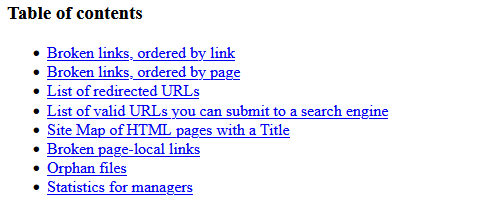 Table of contents
Broken links, ordered by link
Broken links, ordered by page
List of redirected URLs
List of valid URLs you can submit to a search engine
Site Map of HTML pages with a Title
Broken page-local links
Orphan files
Statistics for managers